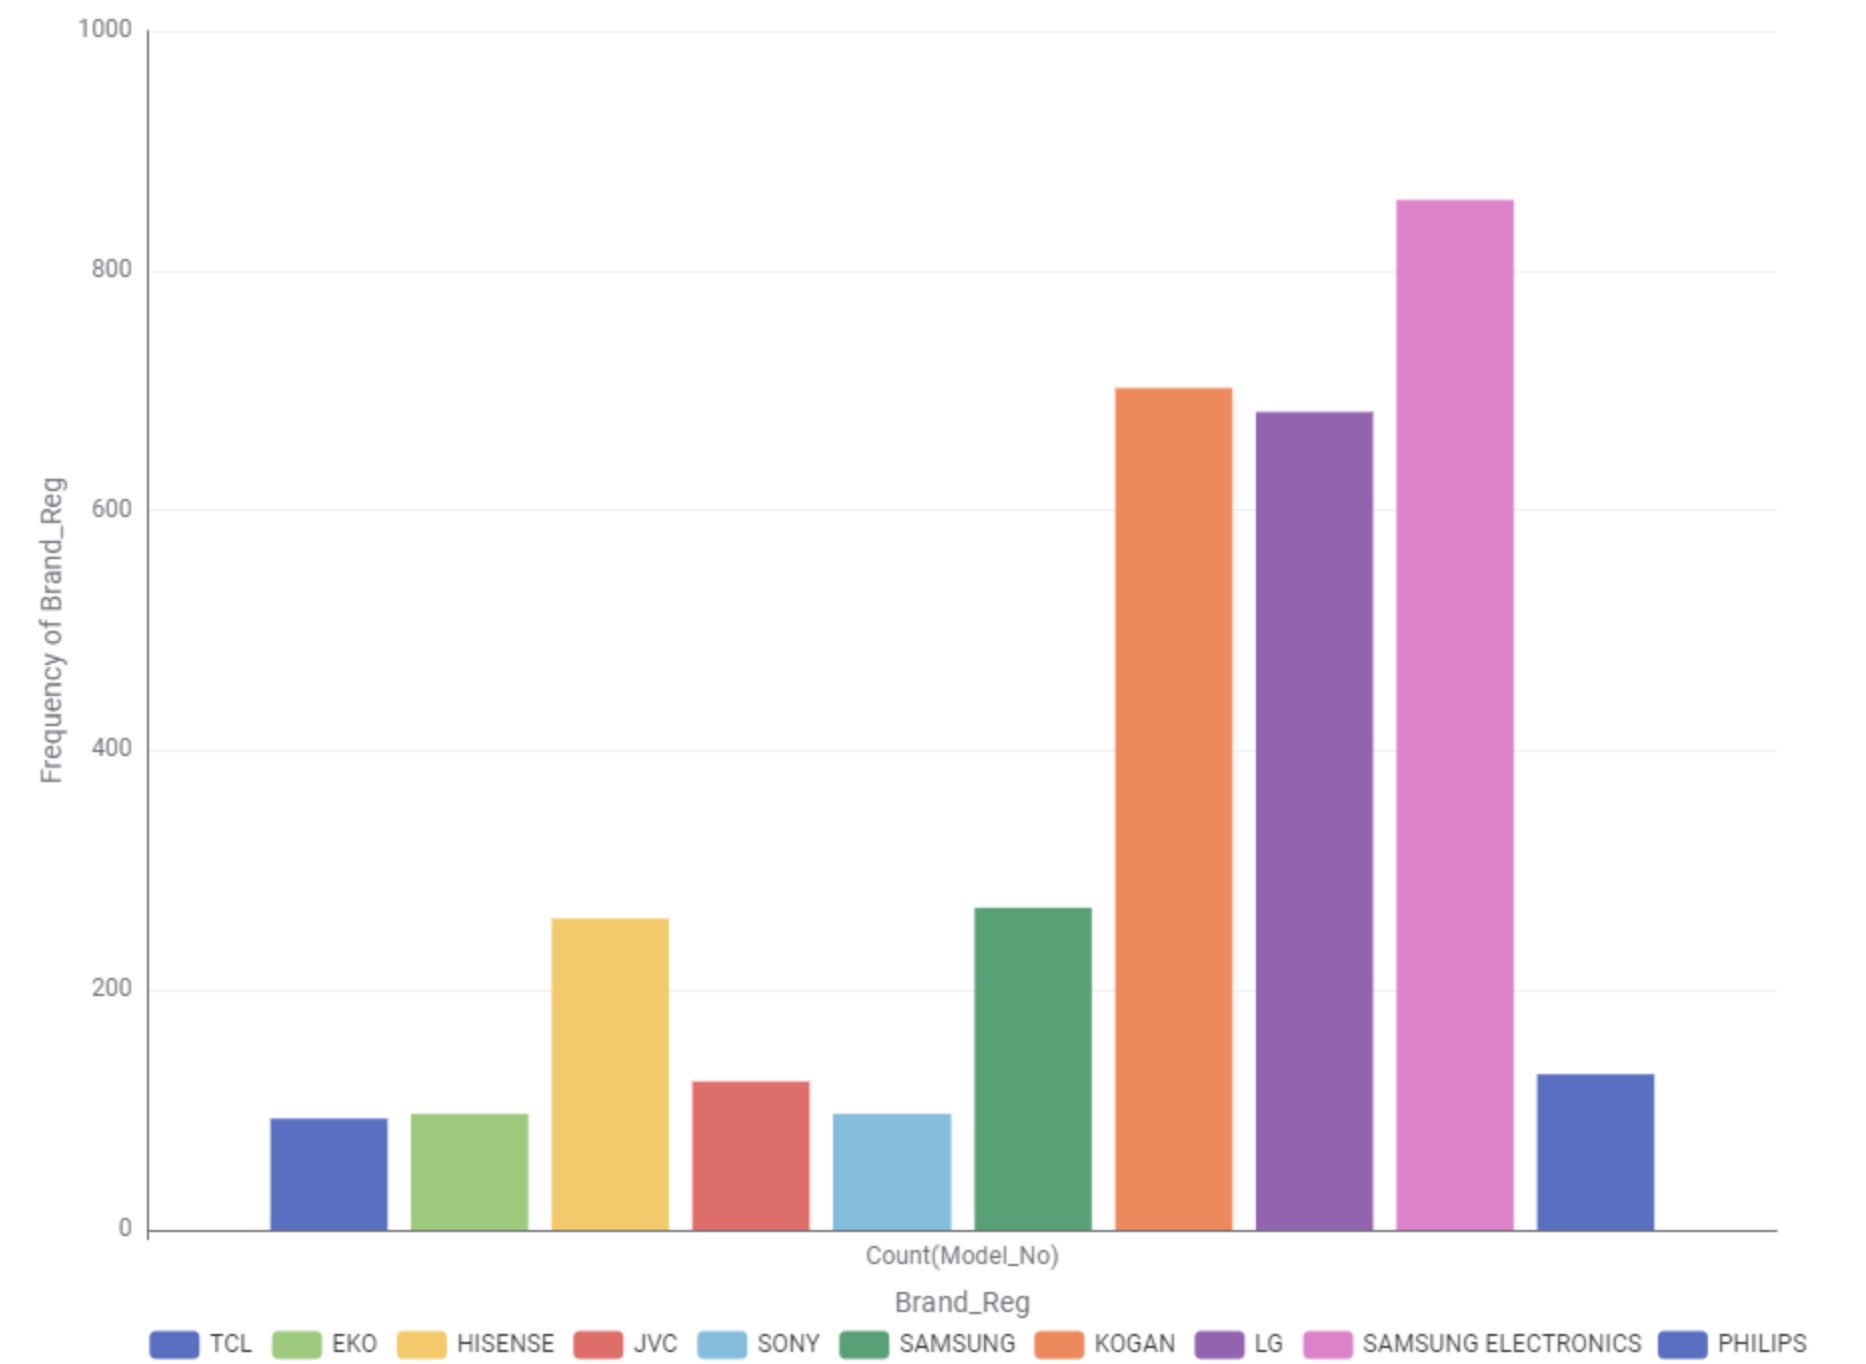 1000
800
600
400
200
0
Frequency of Brand_Reg
Count(Model_No)
Brand_Reg
TCL EKO HISENSE JVC SONY SAMSUNG KOGAN LG SAMSUNG ELECTRONICS PHILIPS